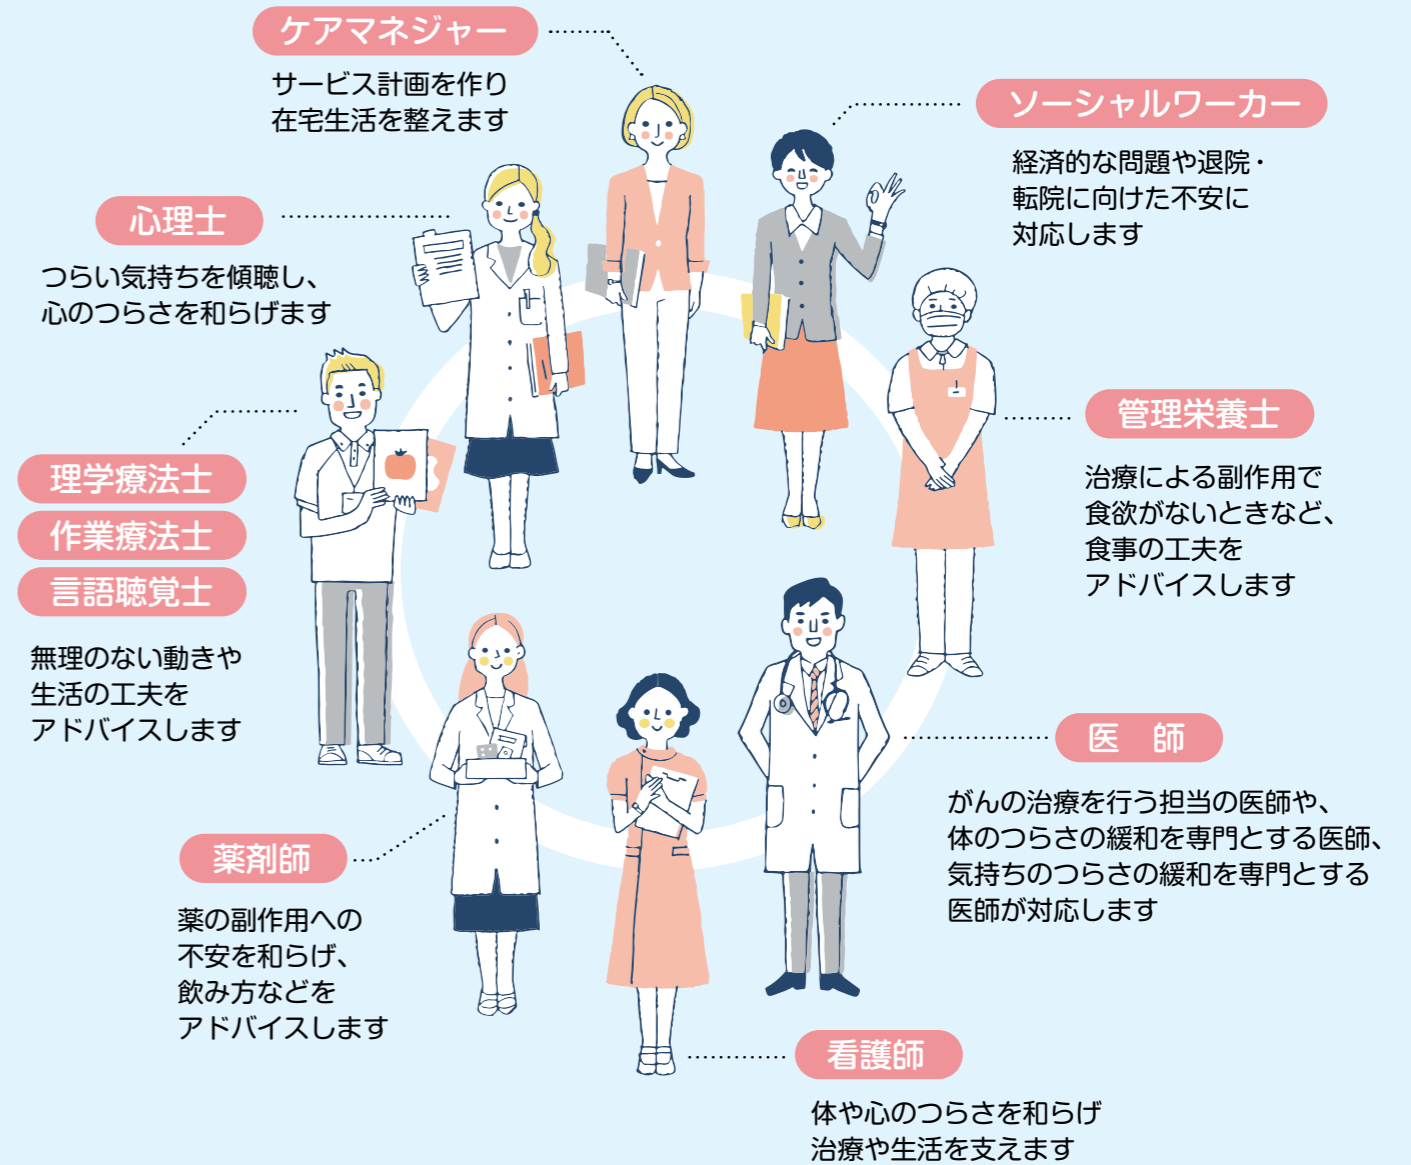 ケアマネジャー
サービス計画を作り
在宅生活を整えます
ソーシャルワーカー
経済的な問題や退院・
転院に向けた不安に
対応します
心理士
つらい気持ちを傾聴し、
心のつらさを和らげます
管理栄養士
治療による副作用で
食欲がないときなど、
食事の工夫を
アドバイスします
理学療法士
作業療法士
言語聴覚士
無理のない動きや
生活の工夫を
アドバイスします
医　師
がんの治療を行う担当の医師や、
体のつらさの緩和を専門とする医師、
気持ちのつらさの緩和を専門とする
医師が対応します
薬剤師
薬の副作用への
不安を和らげ、
飲み方などを
アドバイスします
看護師
体や心のつらさを和らげ
治療や生活を支えます